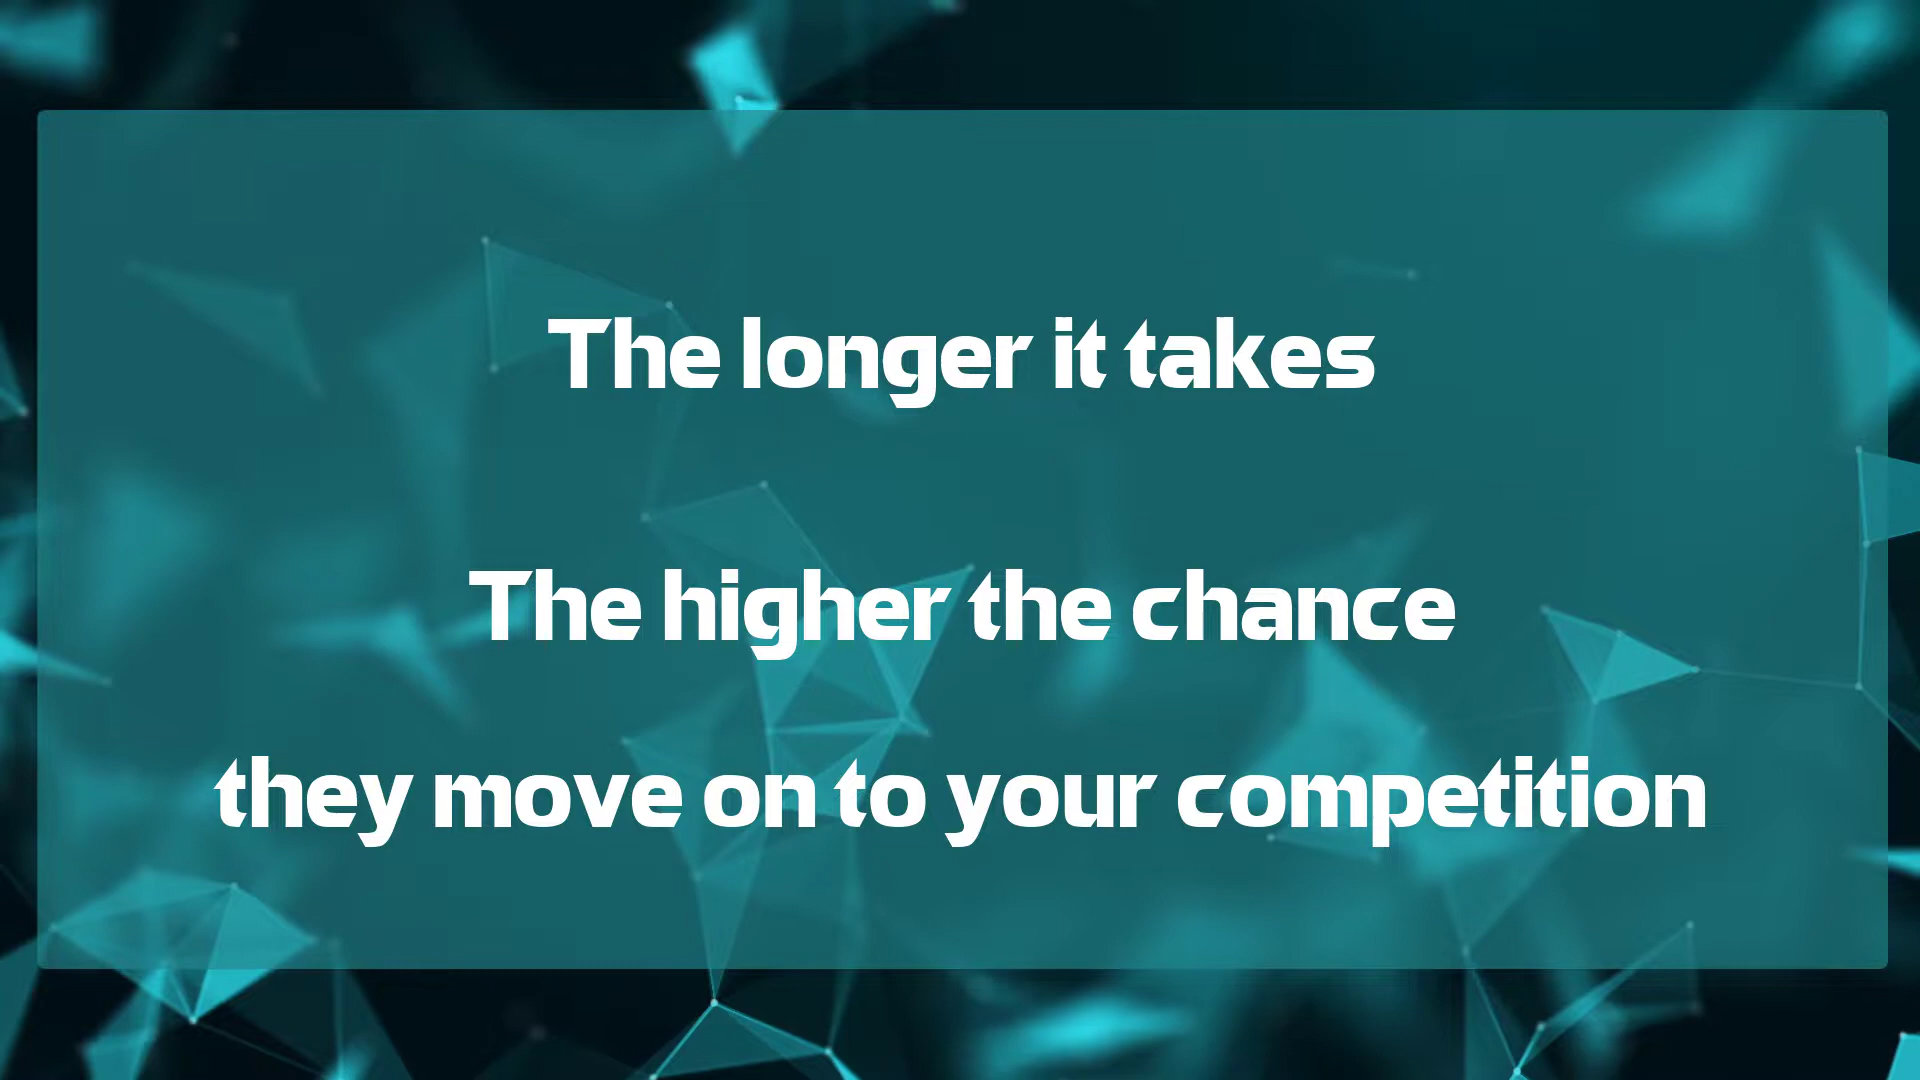 The longer it takes
The higher the chance
they move on to your competition